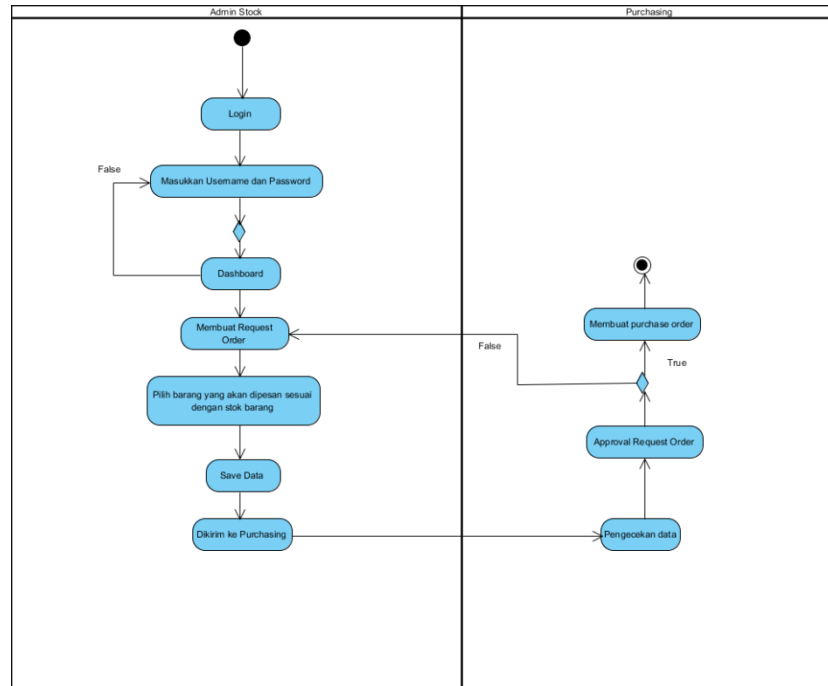 Admin Stock
Purchasing
Login
False
Masukkan Username dan Password
Dashboard
Membuat Request
Order
Membuat purchase order
False
True
Pilih barang yang akan dipesan sesuai
dengan stok barang
Approval Request Order
Save Data
Dikirim ke Purchasing
Pengecekan data